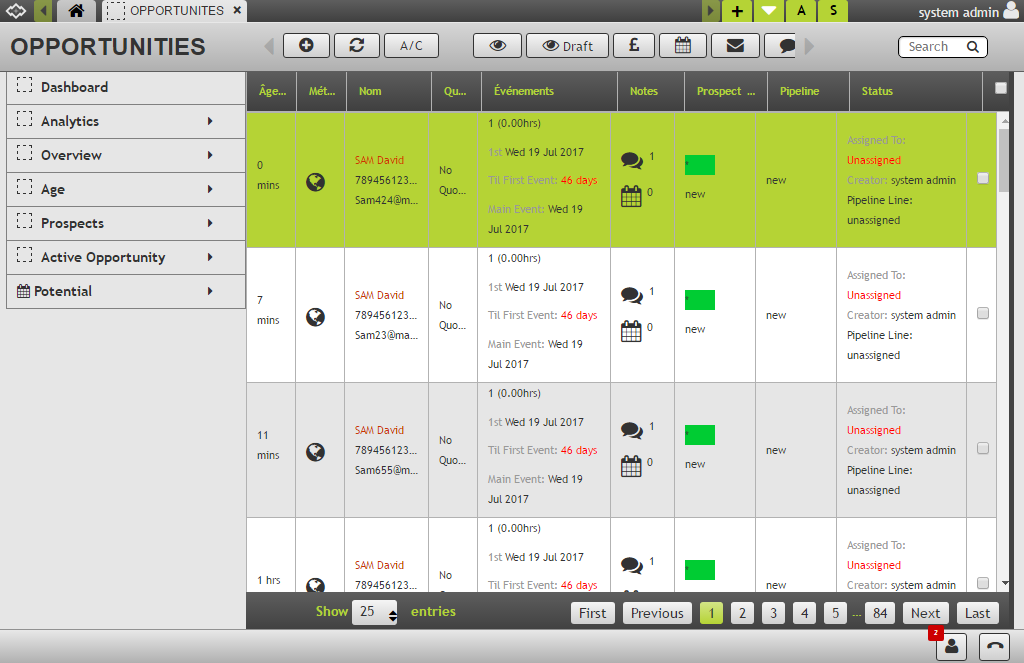 OPPORTUNITES ×
+ A S
system admin
OPPORTUNITIES
A/C
Draft
£
Search
Dashboard
Analytics
Overview
Age
Prospects
Active Opportunity
Potential
Âge... Mét... Nom Qu... Événements Notes Prospect ... Pipeline Status
0 mins
SAM David
789456123...
Sam424@m...
No Quo...
1 (0.00hrs)
1st Wed 19 Jul 2017
Til First Event: 46 days
Main Event: Wed 19
Jul 2017
1
0
new
new
Assigned To:
Unassigned
Creator: system admin
Pipeline Line:
unassigned
7 mins
SAM David
789456123...
Sam23@ma...
No Quo...
1 (0.00hrs)
1st Wed 19 Jul 2017
Til First Event: 46 days
Main Event: Wed 19
Jul 2017
1
0
new
new
Assigned To:
Unassigned
Creator: system admin
Pipeline Line:
unassigned
11 mins
SAM David
789456123...
Sam655@m...
No Quo...
1 (0.00hrs)
1st Wed 19 Jul 2017
Til First Event: 46 days
Main Event: Wed 19
Jul 2017
1
0
new
new
Assigned To:
Unassigned
Creator: system admin
Pipeline Line:
unassigned
1 hrs
SAM David
789456123...
No
1 (0.00hrs)
1st Wed 19 Jul 2017
Til First Event: 46 days
1
new
Assigned To:
Unassigned
Creator: system admin
Show 25 entries
First Previous 1 2 3 4 5 ... 84 Next Last
z